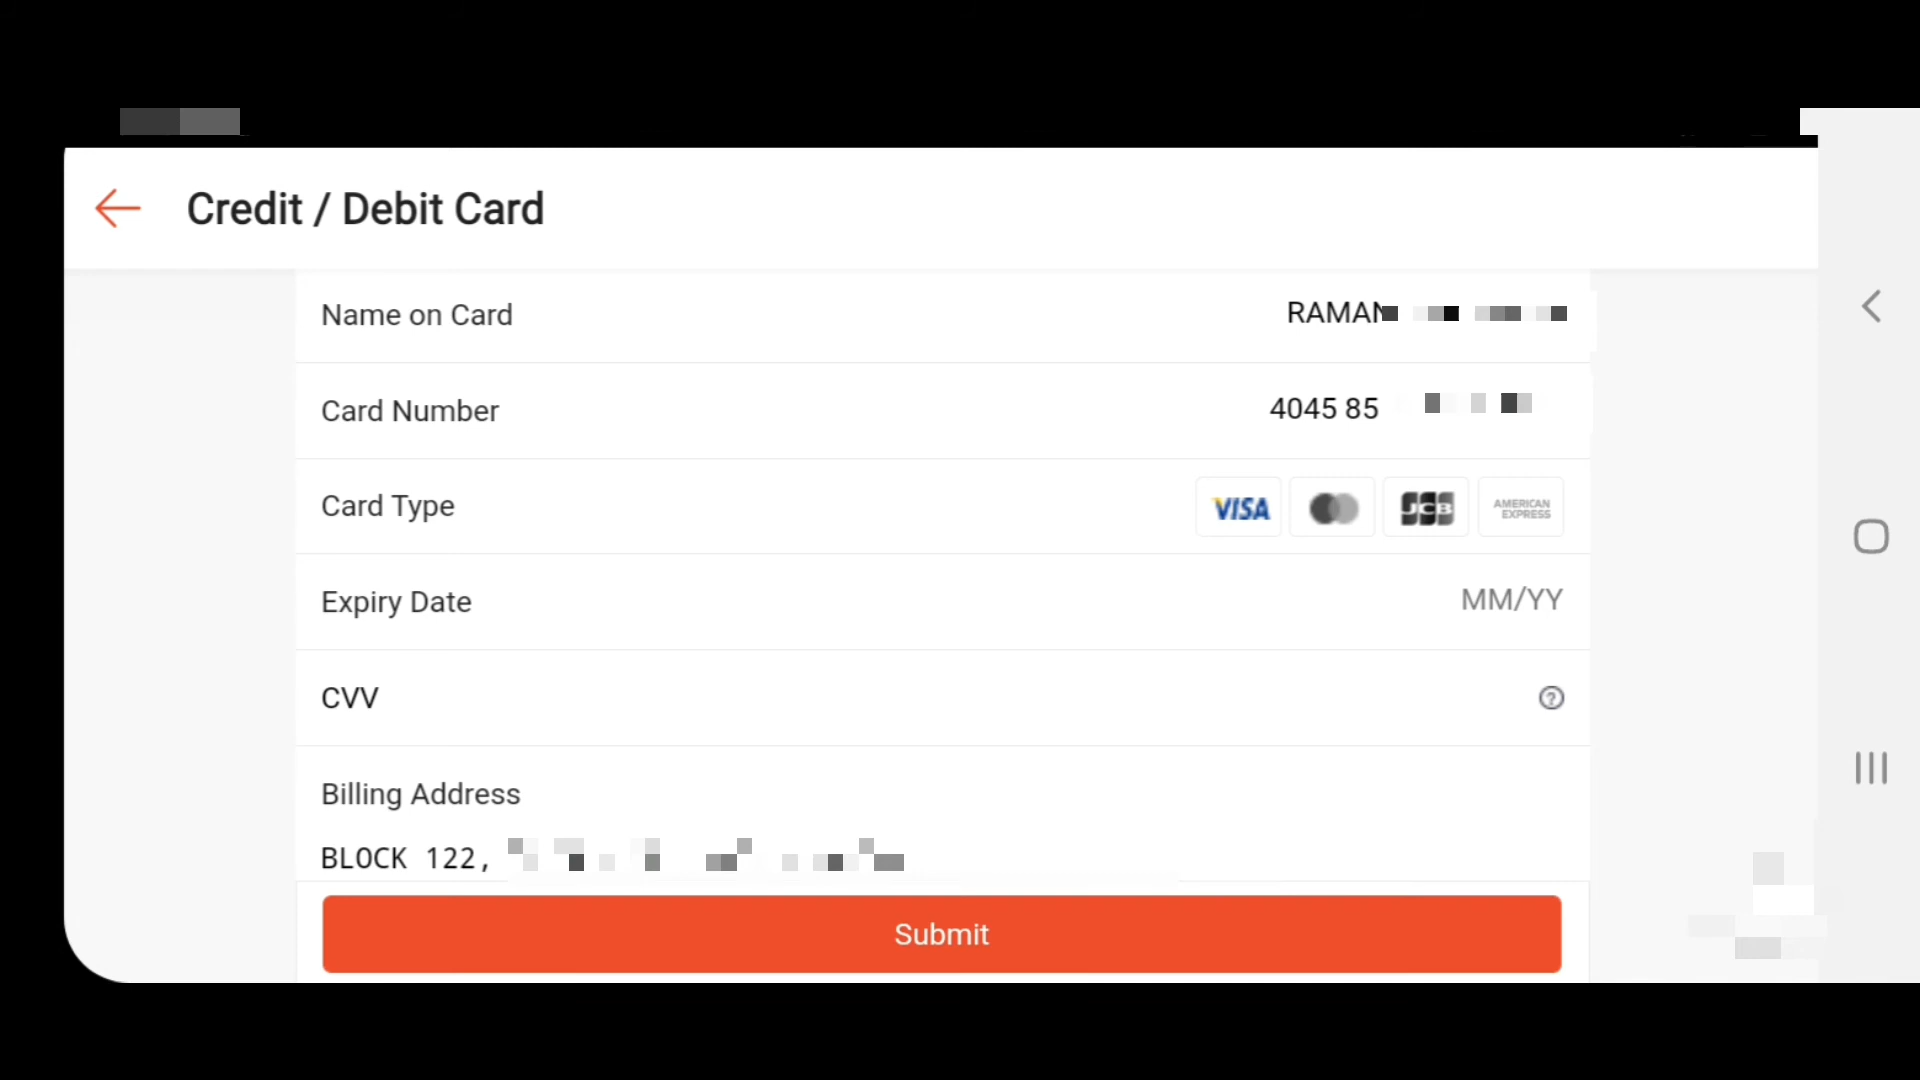 Credit / Debit Card
Name on Card
Card Number 4045 85
Card Type VISA JCB AMERICAN EXPRESS
Expiry Date MM/YY
CVV ?
Billing Address
BLOCK 122,
Submit